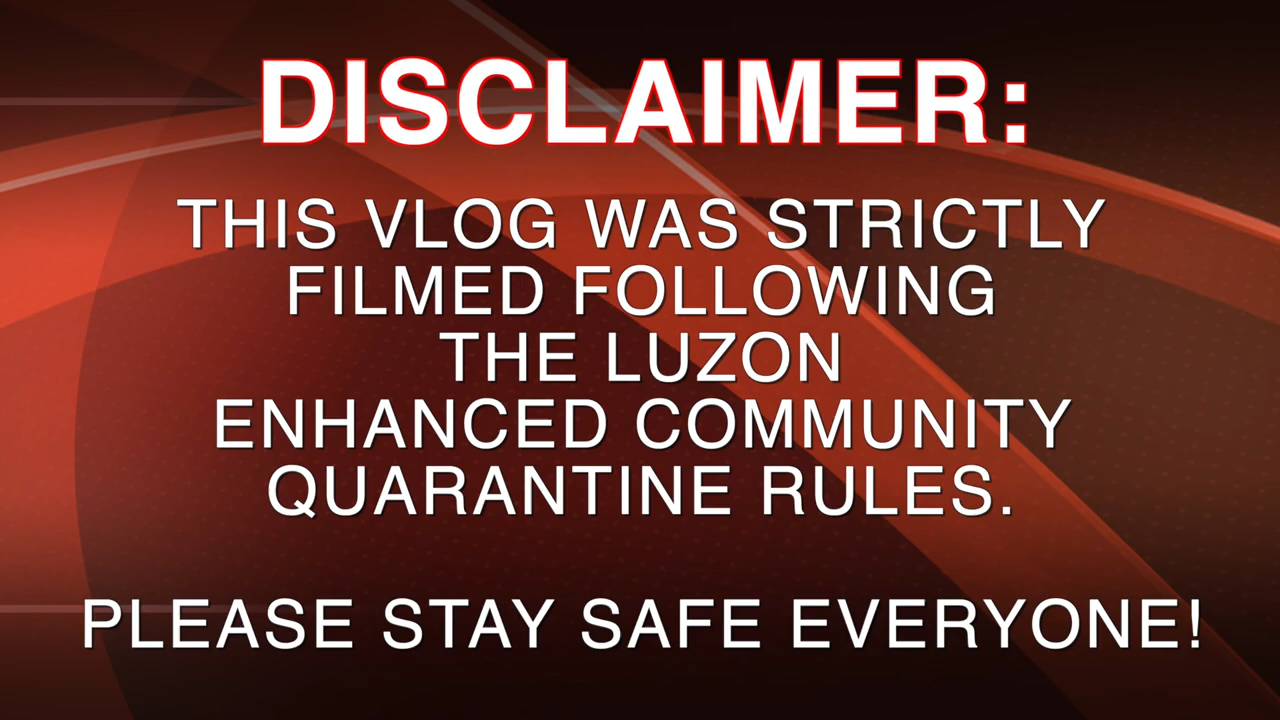 DISCLAIMER:
THIS VLOG WAS STRICTLY
FILMED FOLLOWING
THE LUZON
ENHANCED COMMUNITY
QUARANTINE RULES.
PLEASE STAY SAFE EVERYONE!